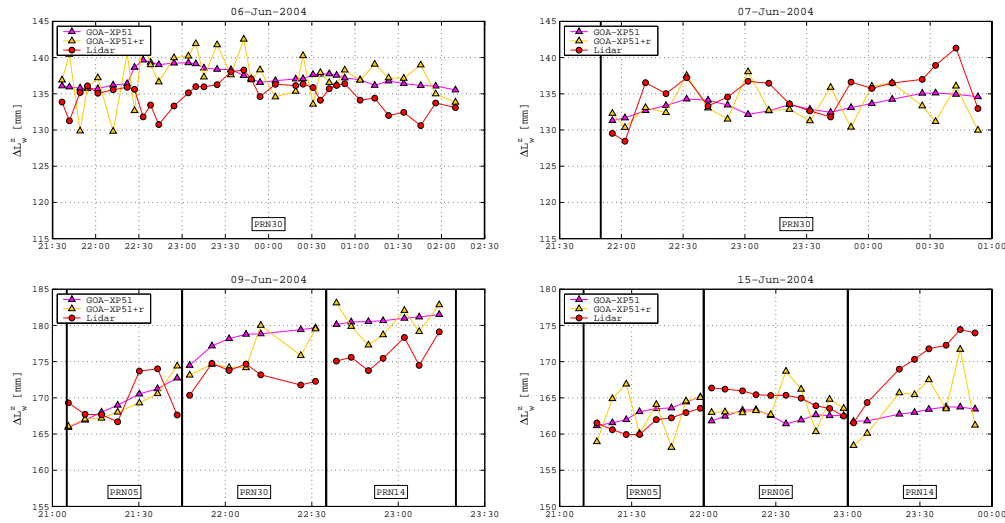 06-Jun-2004
145
140
135
130
125
120
115
ΔL_w^z [mm]
GOA-XP51
GOA-XP51+r
Lidar
PRN30
21:30 22:00 22:30 23:00 23:30 00:00 00:30 01:00 01:30 02:00 02:30
07-Jun-2004
145
140
135
130
125
120
115
ΔL_w^z [mm]
GOA-XP51
GOA-XP51+r
Lidar
PRN30
21:30 22:00 22:30 23:00 23:30 00:00 00:30 01:00
09-Jun-2004
185
180
175
170
165
160
155
ΔL_w^z [mm]
GOA-XP51
GOA-XP51+r
Lidar
PRN05 PRN30 PRN14
21:00 21:30 22:00 22:30 23:00 23:30
15-Jun-2004
185
180
175
170
165
160
155
150
ΔL_w^z [mm]
GOA-XP51
GOA-XP51+r
Lidar
PRN05 PRN06 PRN14
21:00 21:30 22:00 22:30 23:00 23:30 00:00